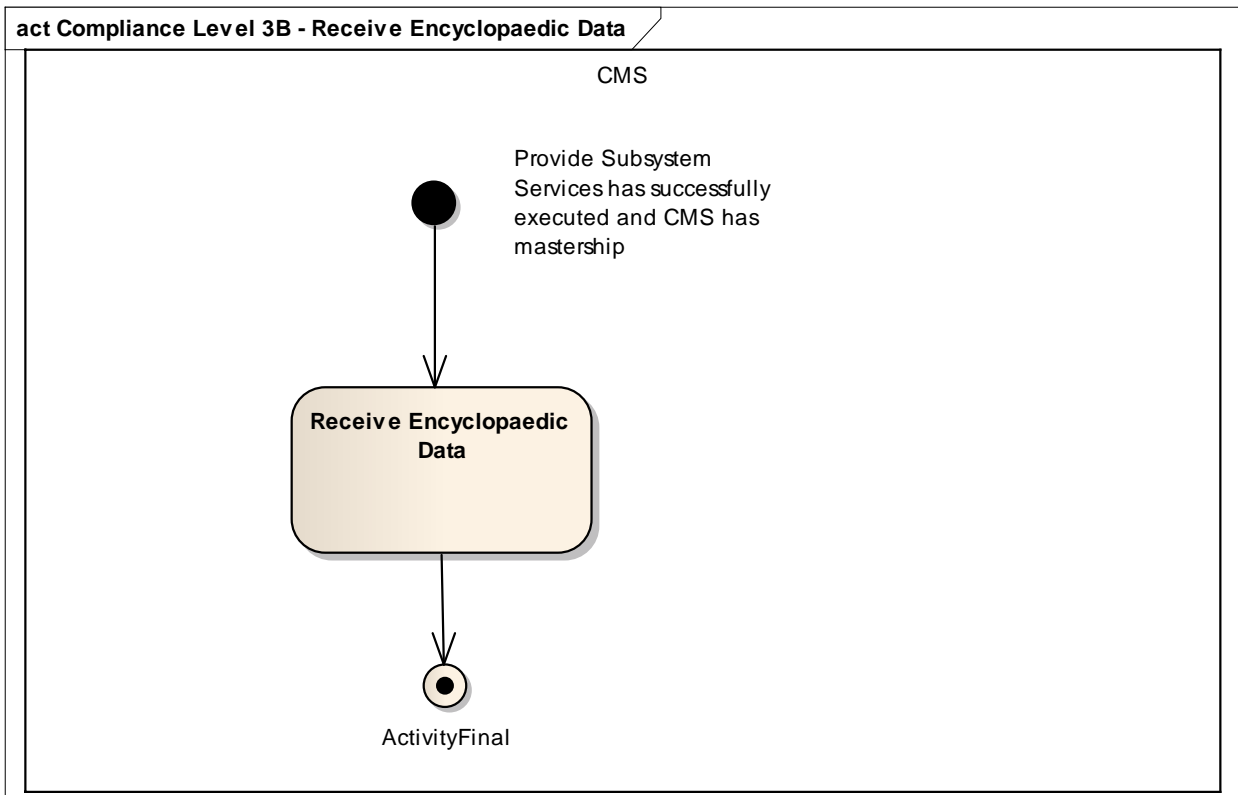 act Compliance Level 3B - Receive Encyclopaedic Data
CMS
Provide Subsystem
Services has successfully
executed and CMS has
mastership
Receive Encyclopaedic
Data
ActivityFinal